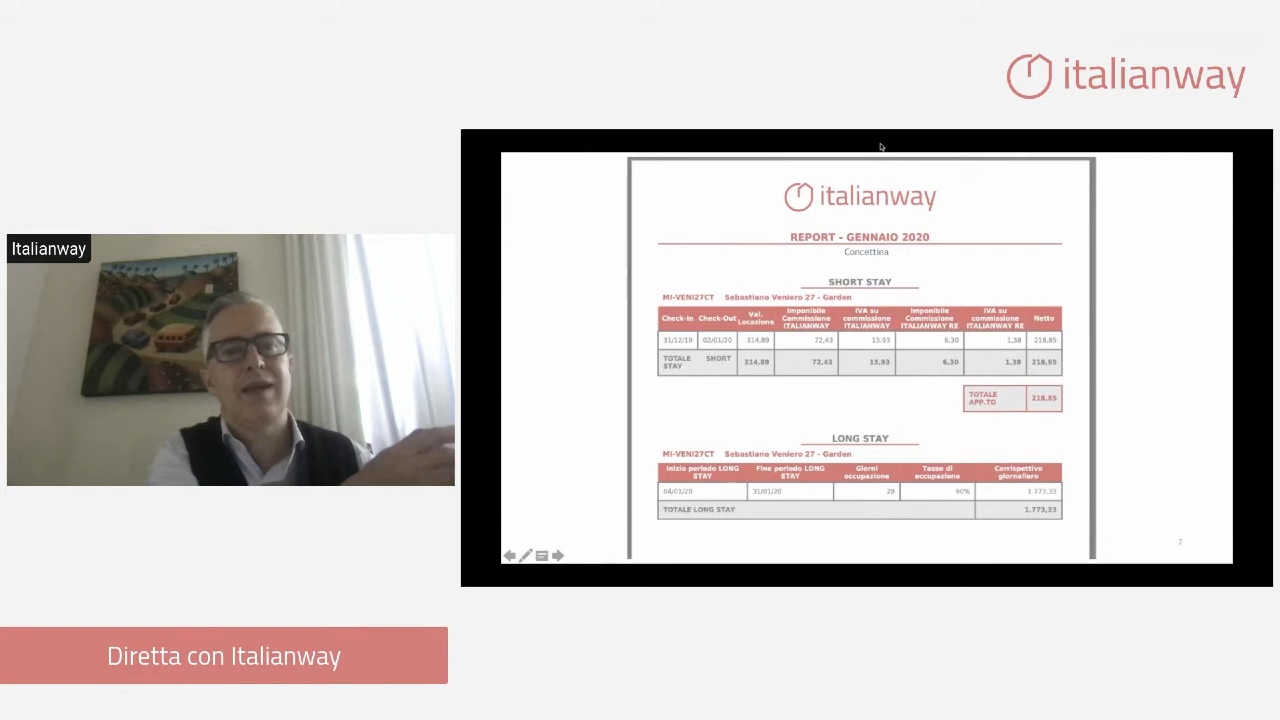 italianway
Italianway
italianway
REPORT - GENNAIO 2020
Concettina
SHORT STAY
MI-VENI27CT Sebastiano Veniero 27 - Garden
Check-In Check-Out Val. Locazione Imponibile Commissione ITALIANWAY IVA su commissione ITALIANWAY Imponibile Commissione ITALIANWAY RE IVA su commissione ITALIANWAY RE Netto
31/12/19 02/01/20 314,89 72,43 15,93 6,30 1,38 218,85
TOTALE SHORT STAY 314,89 72,43 15,93 6,30 1,38 218,85
TOTALE APP.TO 218,85
LONG STAY
MI-VENI27CT Sebastiano Veniero 27 - Garden
Inizio periodo LONG STAY Fine periodo LONG STAY Giorni occupazione Tasso di occupazione Corrispettivo giornaliero
04/01/20 31/01/20 28 90% 1.773,33
TOTALE LONG STAY 1.773,33
7
Diretta con Italianway